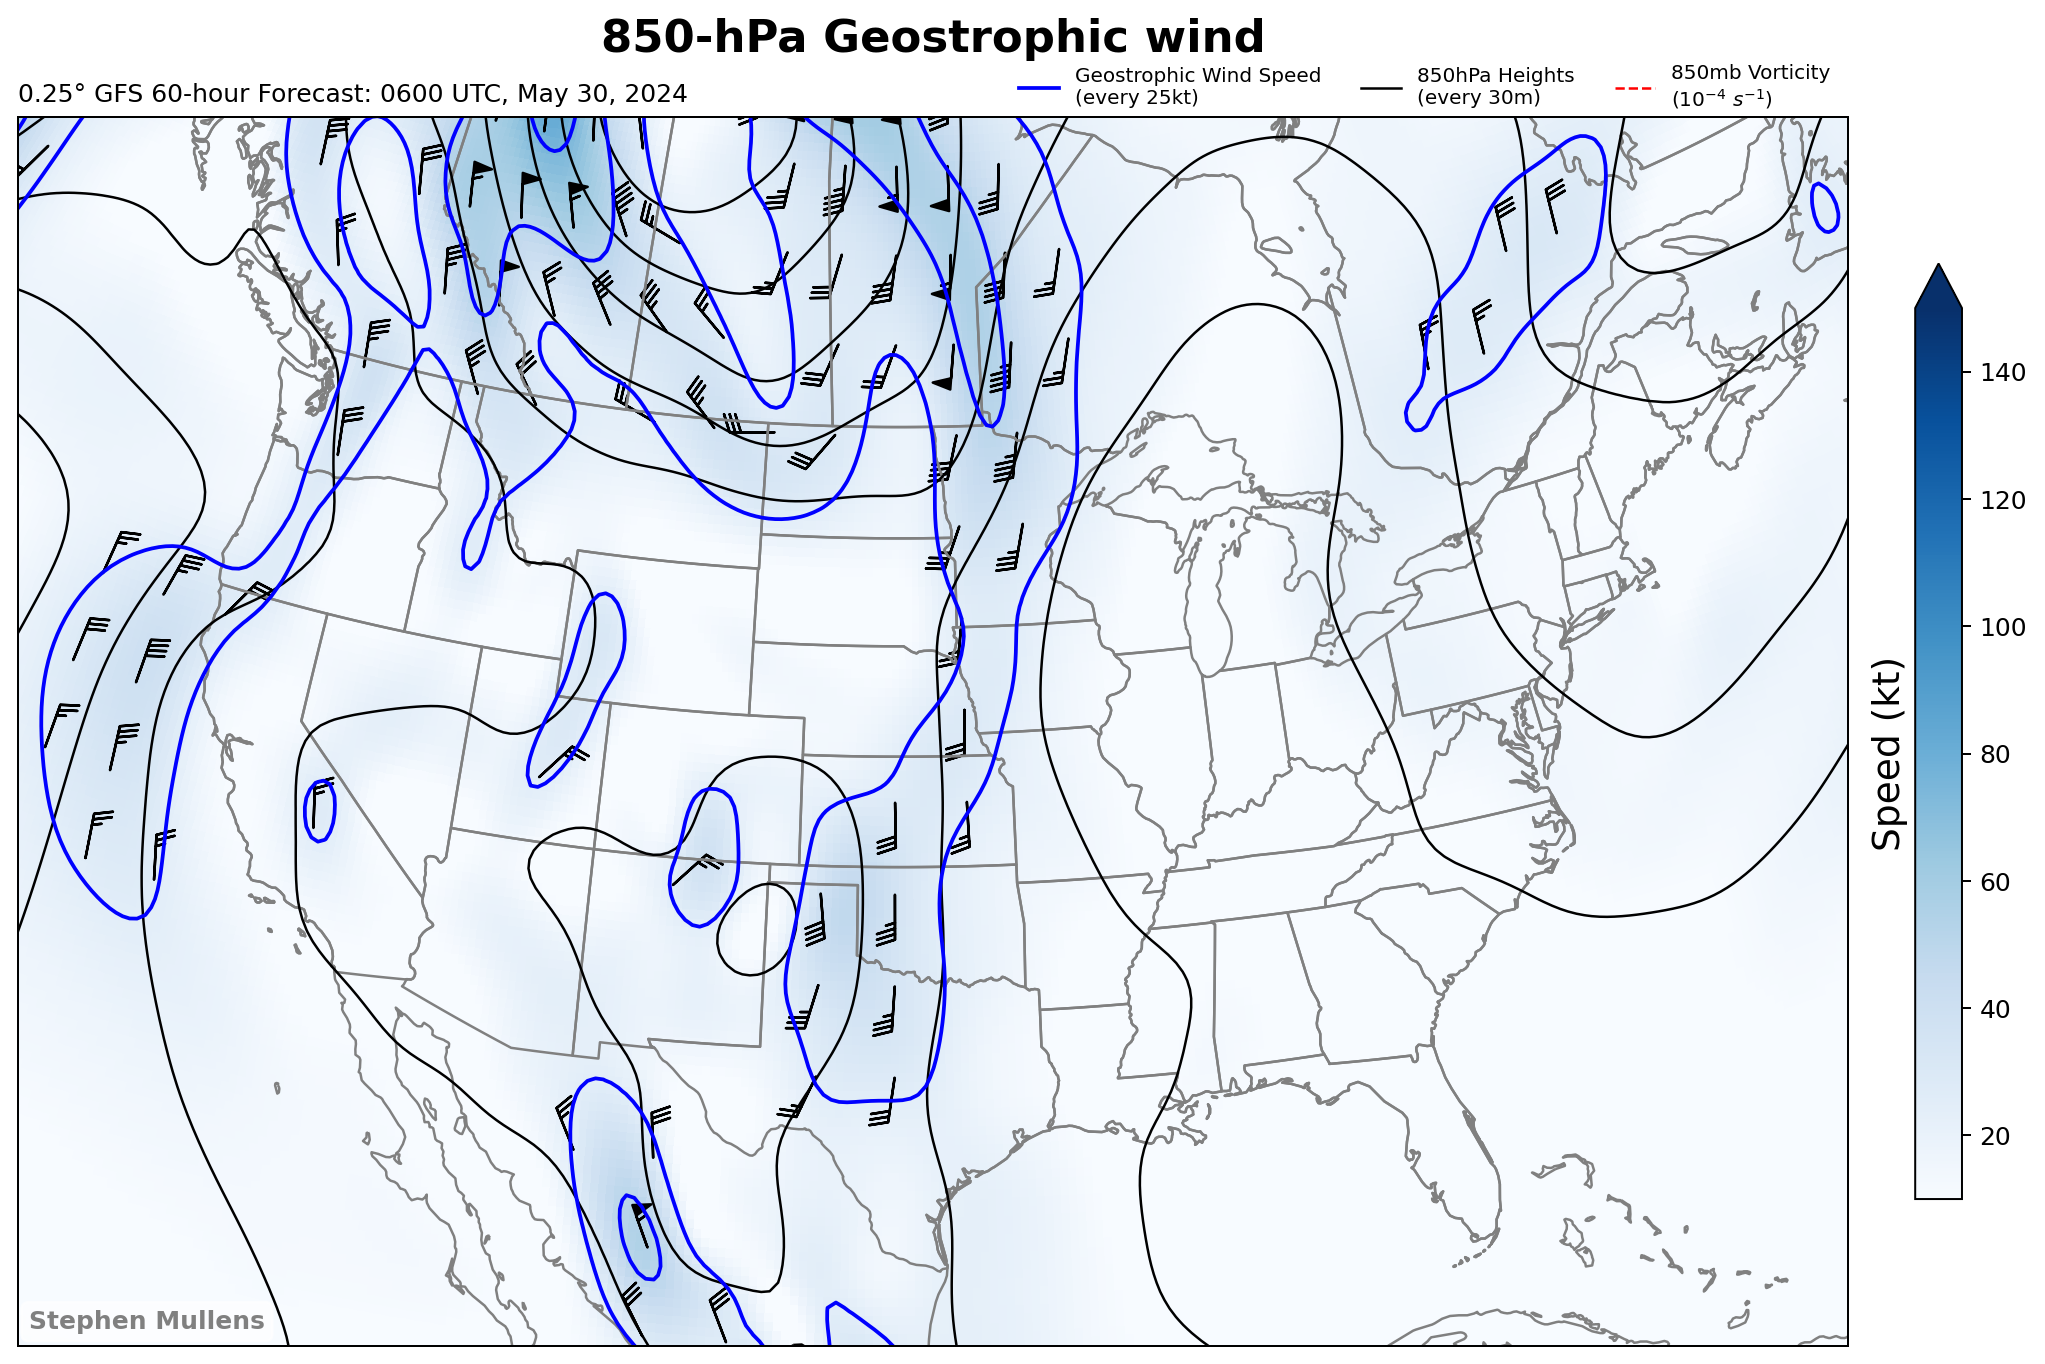 850-hPa Geostrophic wind
0.25° GFS 60-hour Forecast: 0600 UTC, May 30, 2024
Geostrophic Wind Speed
(every 25kt)
850hPa Heights
(every 30m)
850mb Vorticity
(10⁻⁴ s⁻¹)
140
120
100
80
60
40
20
Speed (kt)
Stephen Mullens